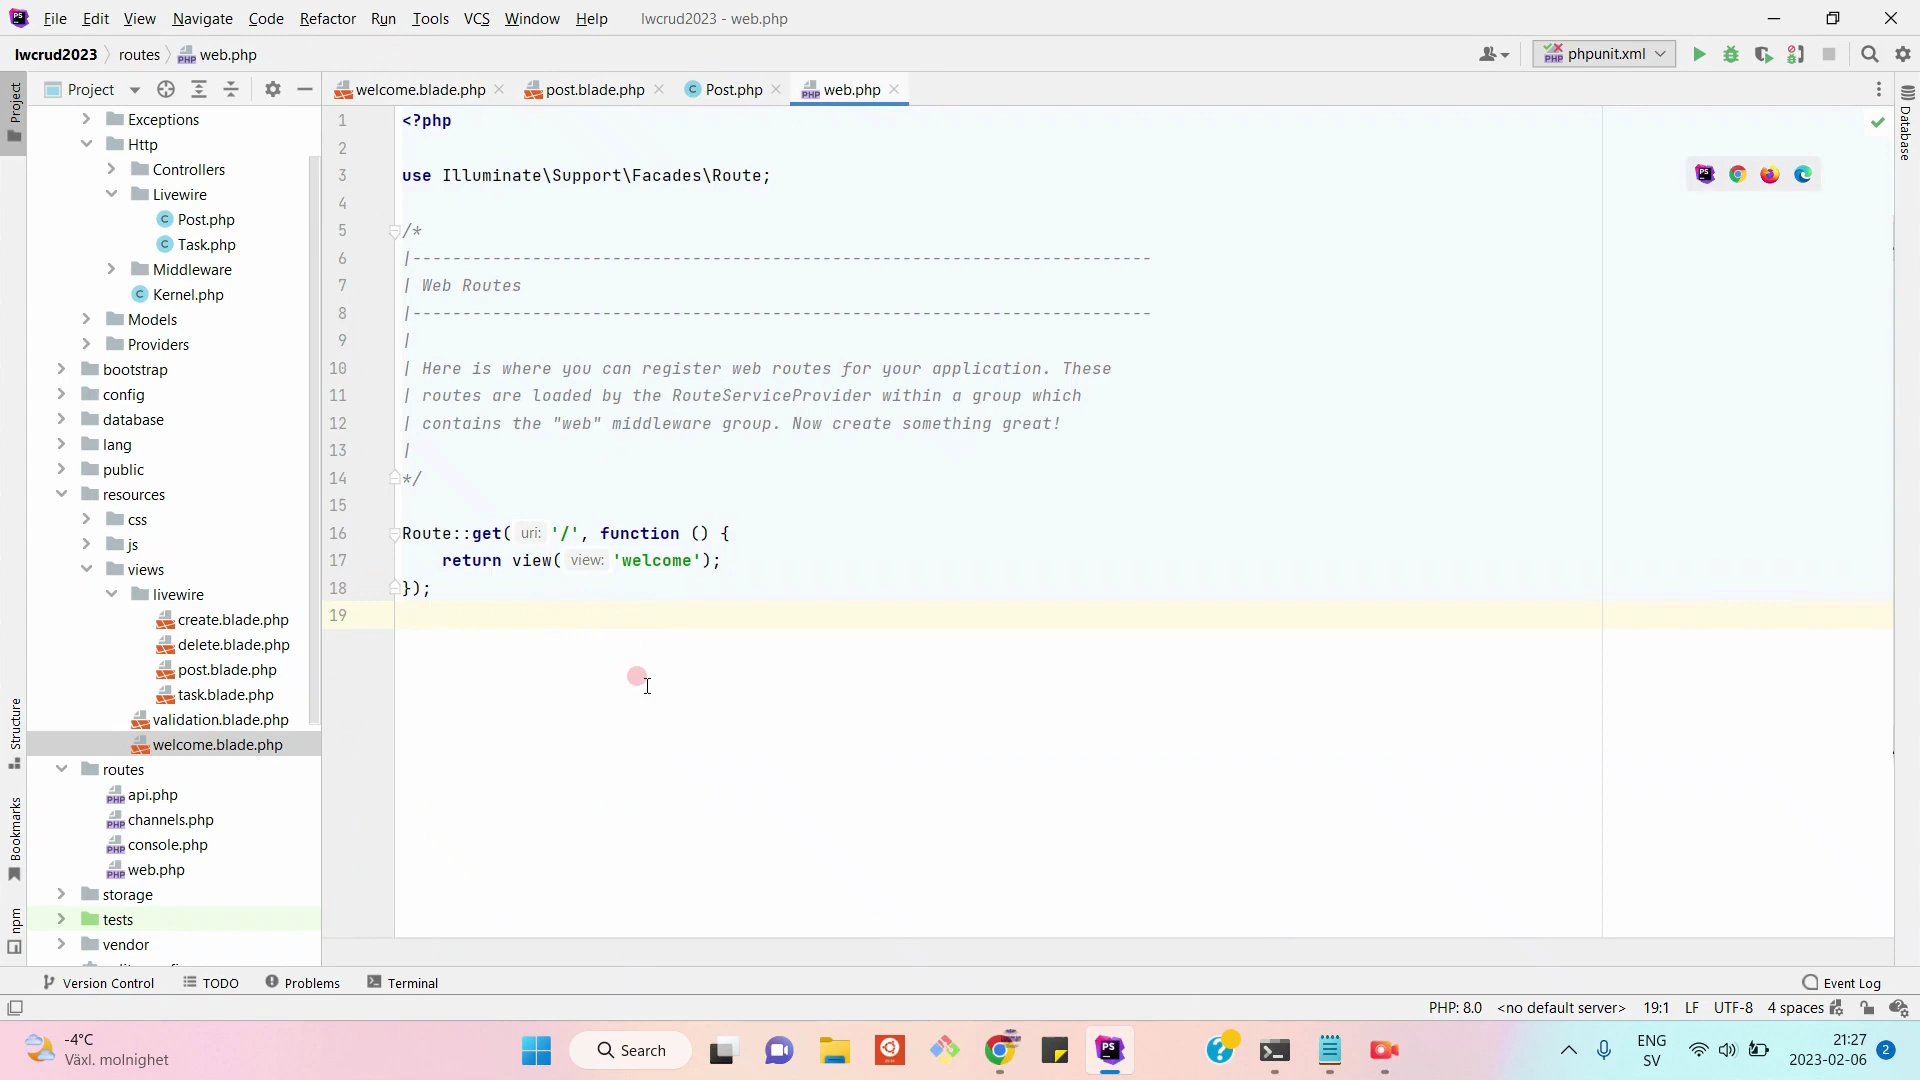 File Edit View Navigate Code Refactor Run Tools VCS Window Help lwcrud2023 - web.php
lwcrud2023 routes web.php phpunit.xml
Project
Project
welcome.blade.php post.blade.php Post.php web.php
Database
Exceptions
Http
Controllers
Livewire
Post.php
Task.php
Middleware
Kernel.php
Models
Providers
bootstrap
config
database
lang
public
resources
css
js
views
livewire
create.blade.php
delete.blade.php
post.blade.php
task.blade.php
validation.blade.php
welcome.blade.php
routes
api.php
channels.php
console.php
web.php
storage
tests
vendor
Structure
Bookmarks
npm
1 <?php
2
3 use Illuminate\Support\Facades\Route;
4
5 /*
6 |--------------------------------------------------------------------------
7 | Web Routes
8 |--------------------------------------------------------------------------
9 |
10 | Here is where you can register web routes for your application. These
11 | routes are loaded by the RouteServiceProvider within a group which
12 | contains the "web" middleware group. Now create something great!
13 |
14 */
15
16 Route::get( uri: '/', function () {
17 return view( view: 'welcome');
18 });
19
Version Control TODO Problems Terminal Event Log
PHP: 8.0 <no default server> 19:1 LF UTF-8 4 spaces
-4°C
Växl. molnighet
Search
ENG
SV
21:27
2023-02-06
2